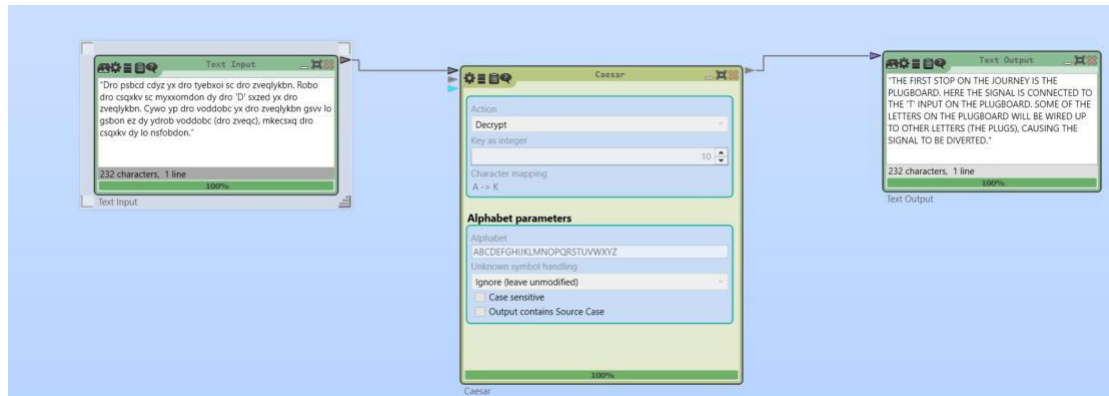 Text Input
"Dro psbcd cdyz yx dro tyebxoi sc dro zveqlykbn. Robo
dro csqxkv sc myxxomdon dy dro 'D' sxzed yx dro
zveqlykbn. Cywo yp dro voddobc yx dro zveqlykbn gsvv lo
gsbon ez dy ydrob voddobc (dro zveqc), mkecsxq dro
csqxkv dy lo nsfobdon."
232 characters, 1 line
100%
Text Input
Caesar
Action
Decrypt
Key as integer
10
Character mapping
A -> K
Alphabet parameters
Alphabet
ABCDEFGHIJKLMNOPQRSTUVWXYZ
Unknown symbol handling
Ignore (leave unmodified)
Case sensitive
Output contains Source Case
100%
Caesar
Text Output
"THE FIRST STOP ON THE JOURNEY IS THE
PLUGBOARD. HERE THE SIGNAL IS CONNECTED TO
THE 'T' INPUT ON THE PLUGBOARD. SOME OF THE
LETTERS ON THE PLUGBOARD WILL BE WIRED UP
TO OTHER LETTERS (THE PLUGS), CAUSING THE
SIGNAL TO BE DIVERTED."
232 characters, 1 line
100%
Text Output